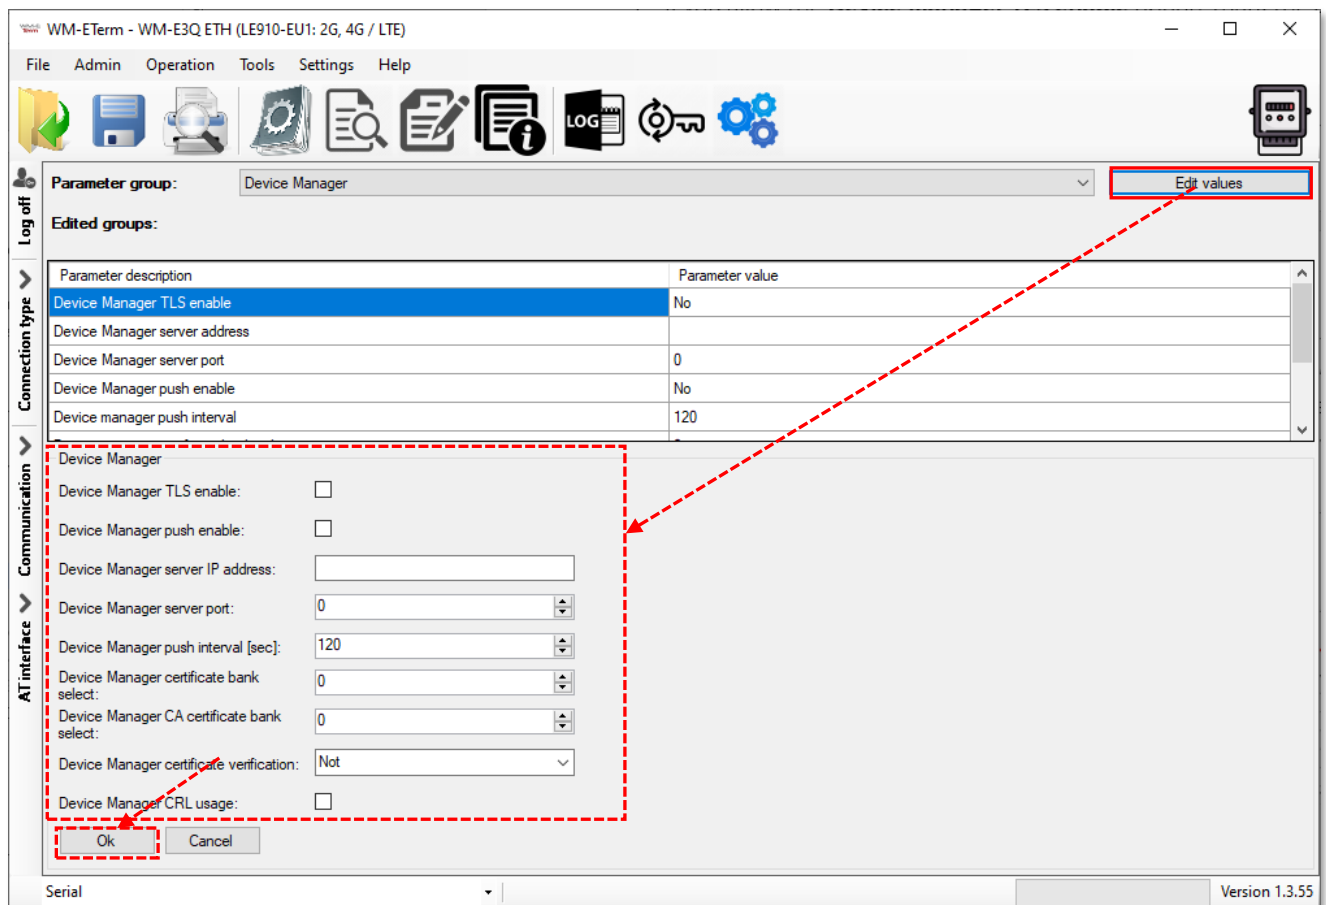 WM-ETerm - WM-E3Q ETH (LE910-EU1: 2G, 4G / LTE)
File Admin Operation Tools Settings Help
LOG
Log off
Connection type
Communication
AT interface
Parameter group: Device Manager Edit values
Edited groups:
Parameter description Parameter value
Device Manager TLS enable No
Device Manager server address
Device Manager server port 0
Device Manager push enable No
Device manager push interval 120
Device Manager
Device Manager TLS enable:
Device Manager push enable:
Device Manager server IP address:
Device Manager server port: 0
Device Manager push interval [sec]: 120
Device Manager certificate bank 0
select:
Device Manager CA certificate bank 0
select:
Device Manager certificate verification: Not
Device Manager CRL usage:
Ok Cancel
Serial Version 1.3.55